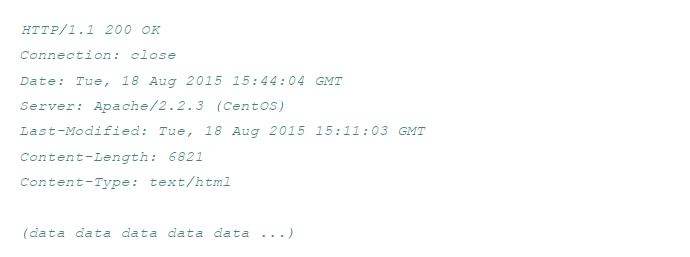 HTTP/1.1 200 OK
Connection: close
Date: Tue, 18 Aug 2015 15:44:04 GMT
Server: Apache/2.2.3 (CentOS)
Last-Modified: Tue, 18 Aug 2015 15:11:03 GMT
Content-Length: 6821
Content-Type: text/html
(data data data data data ...)